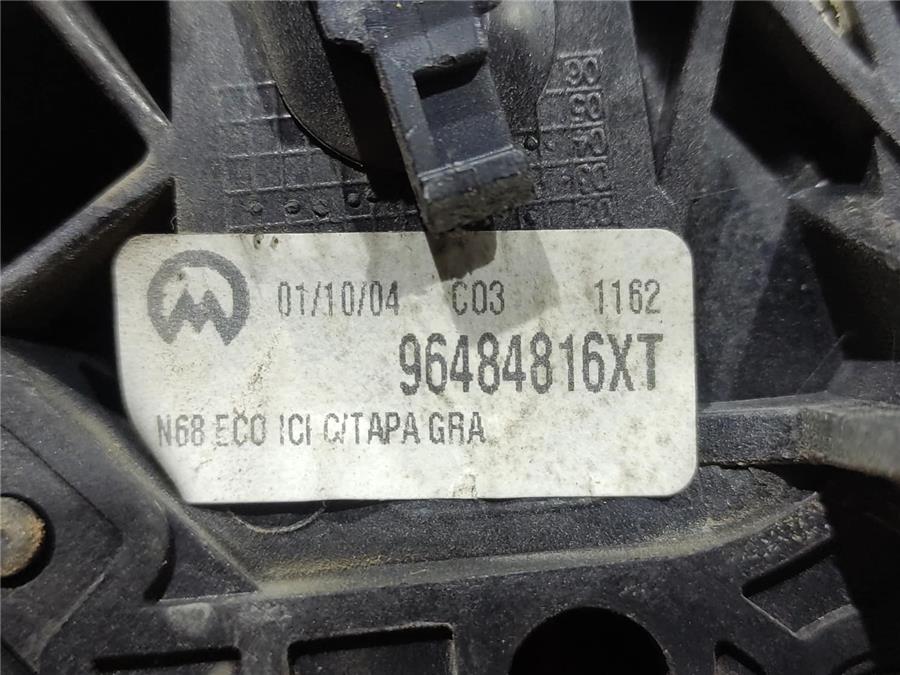 01/10/04 C03 1162
96484816XT
N68 ECO ICI C/TAPA GRA